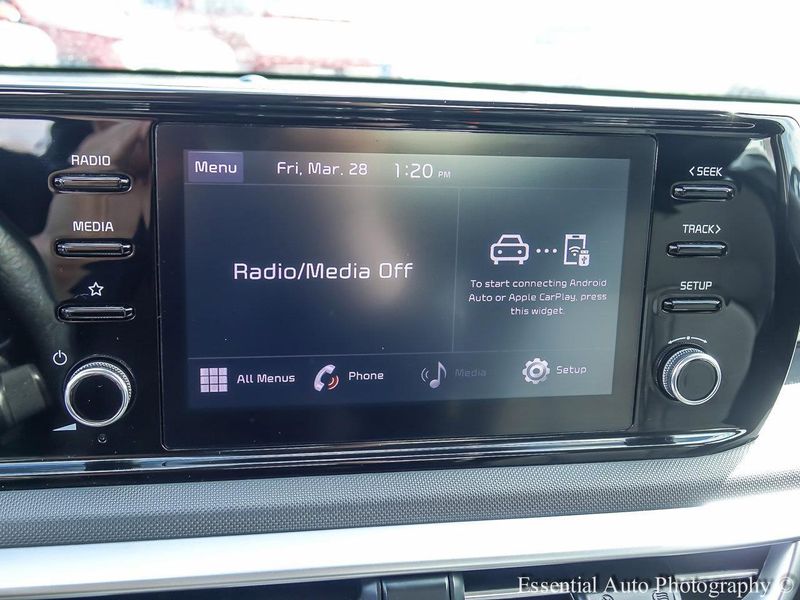 RADIO
MEDIA
Menu Fri, Mar. 28 1:20 PM
Radio/Media Off
To start connecting Android
Auto or Apple CarPlay, press
this widget.
All Menus Phone Media Setup
< SEEK
TRACK >
SETUP
Essential Auto Photography ©